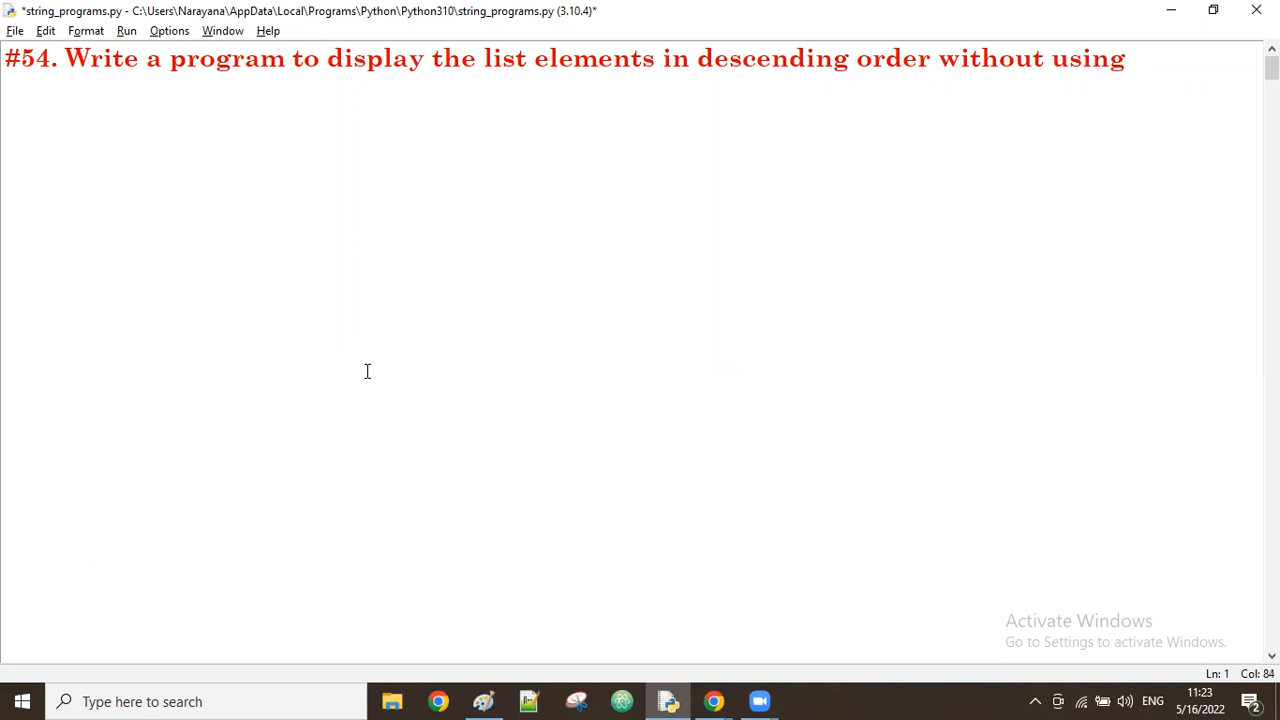 *string_programs.py - C:\Users\Narayana\AppData\Local\Programs\Python\Python310\string_programs.py (3.10.4)*
File Edit Format Run Options Window Help
#54. Write a program to display the list elements in descending order without using
Activate Windows
Go to Settings to activate Windows.
Ln: 1 Col: 84
Type here to search
ENG
11:23
5/16/2022
2